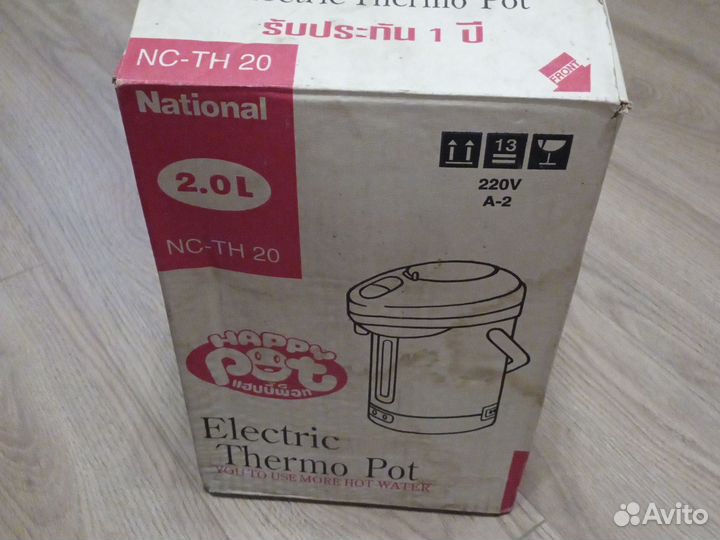 Electric Thermo Pot
รับประกัน 1 ปี
NC-TH 20
FRONT
National
13
2.0L
220V
A-2
NC-TH 20
HAPPY
Pot
แฮปปี้พ็อท
Electric
Thermo Pot
YOU TO USE MORE HOT WATER
Avito